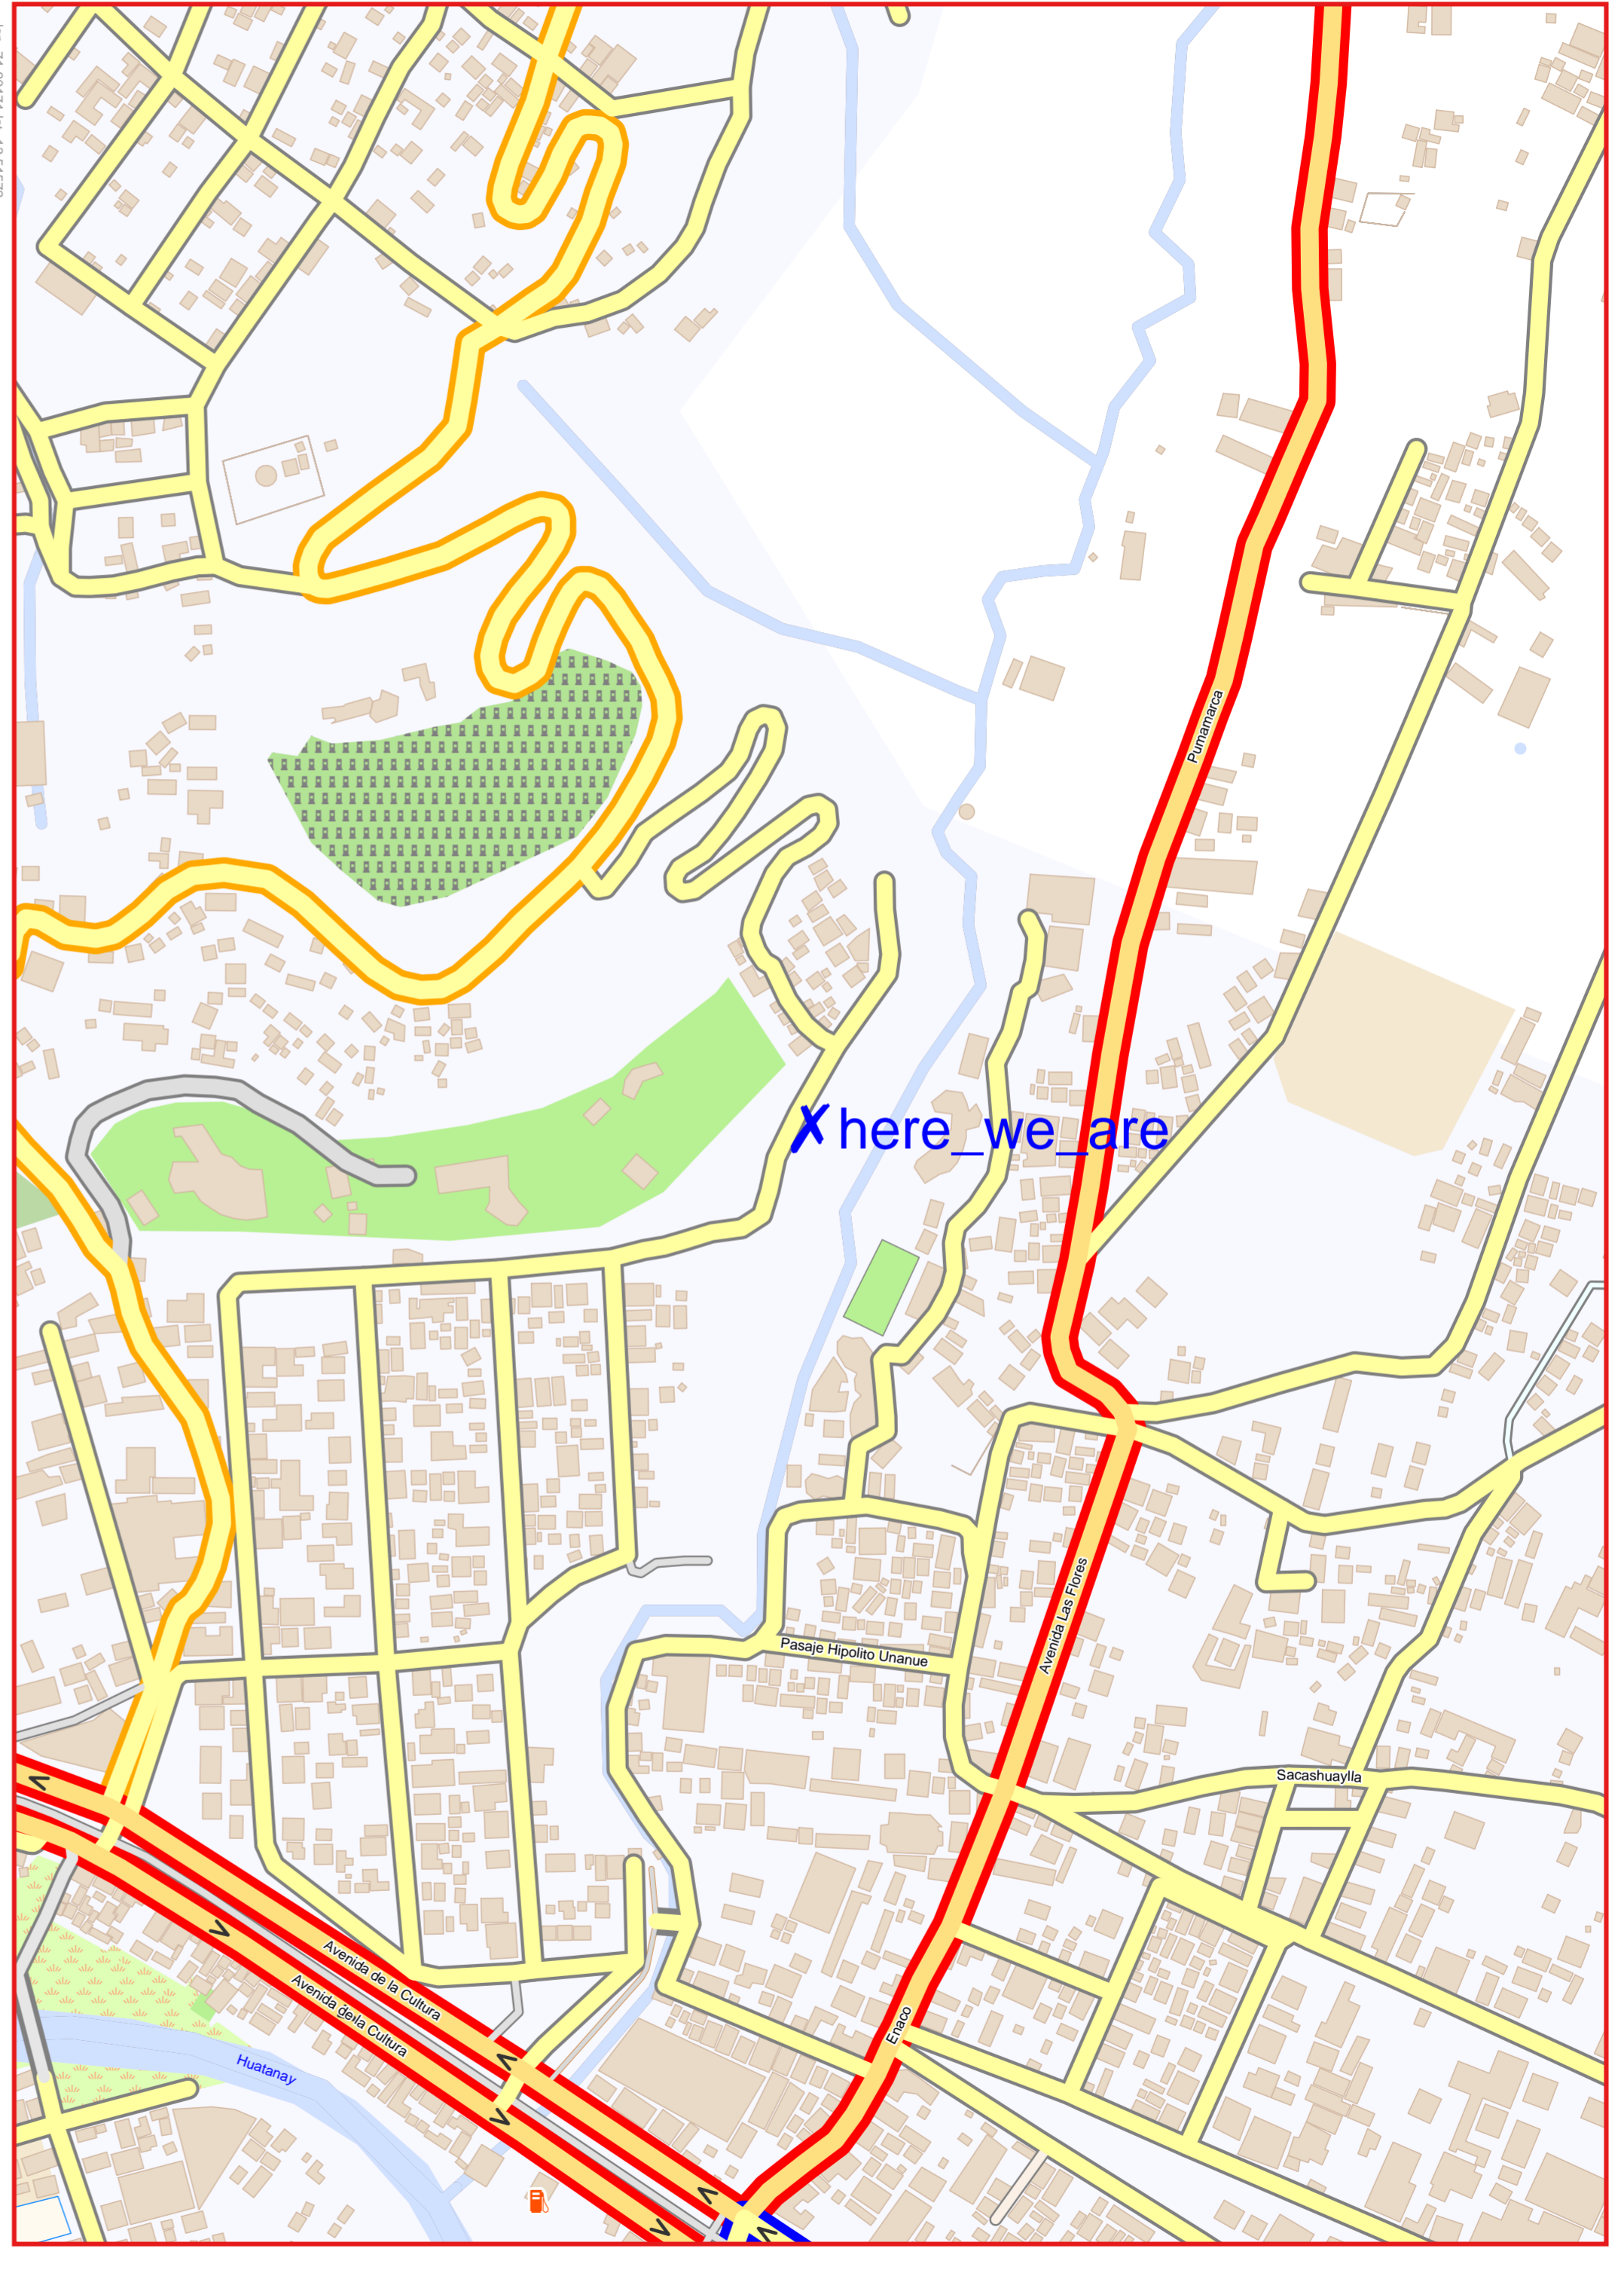 Pumamarca
✗here_we_are
Avenida Las Flores
Pasaje Hipolito Unanue
Sacashuaylla
Avenida de la Cultura
Avenida de la Cultura
Enaco
Huatanay